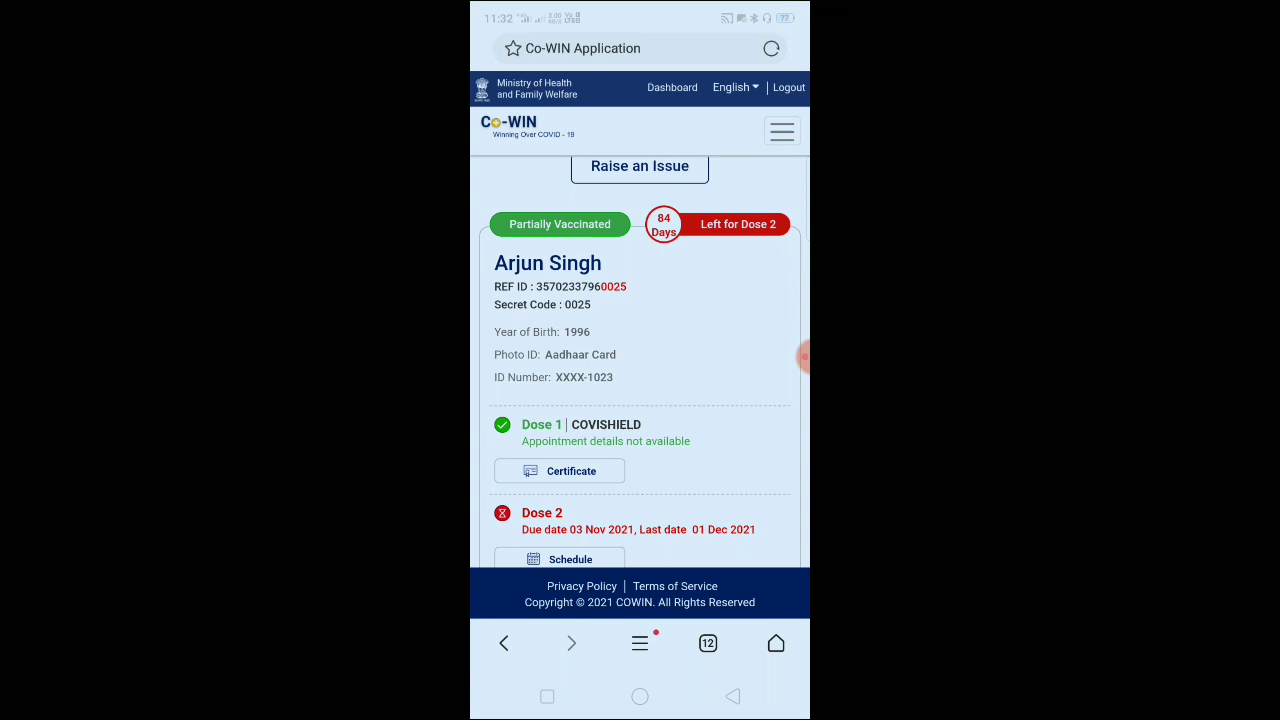 11:32
3.00 KB/S
77
Co-WIN Application
Ministry of Health
and Family Welfare
Dashboard English Logout
Co-WIN
Winning Over COVID - 19
Raise an Issue
Partially Vaccinated
84
Days
Left for Dose 2
Arjun Singh
REF ID : 35702337960025
Secret Code : 0025
Year of Birth: 1996
Photo ID: Aadhaar Card
ID Number: XXXX-1023
Dose 1 | COVISHIELD
Appointment details not available
Certificate
Dose 2
Due date 03 Nov 2021, Last date 01 Dec 2021
Schedule
Privacy Policy | Terms of Service
Copyright © 2021 COWIN. All Rights Reserved
12